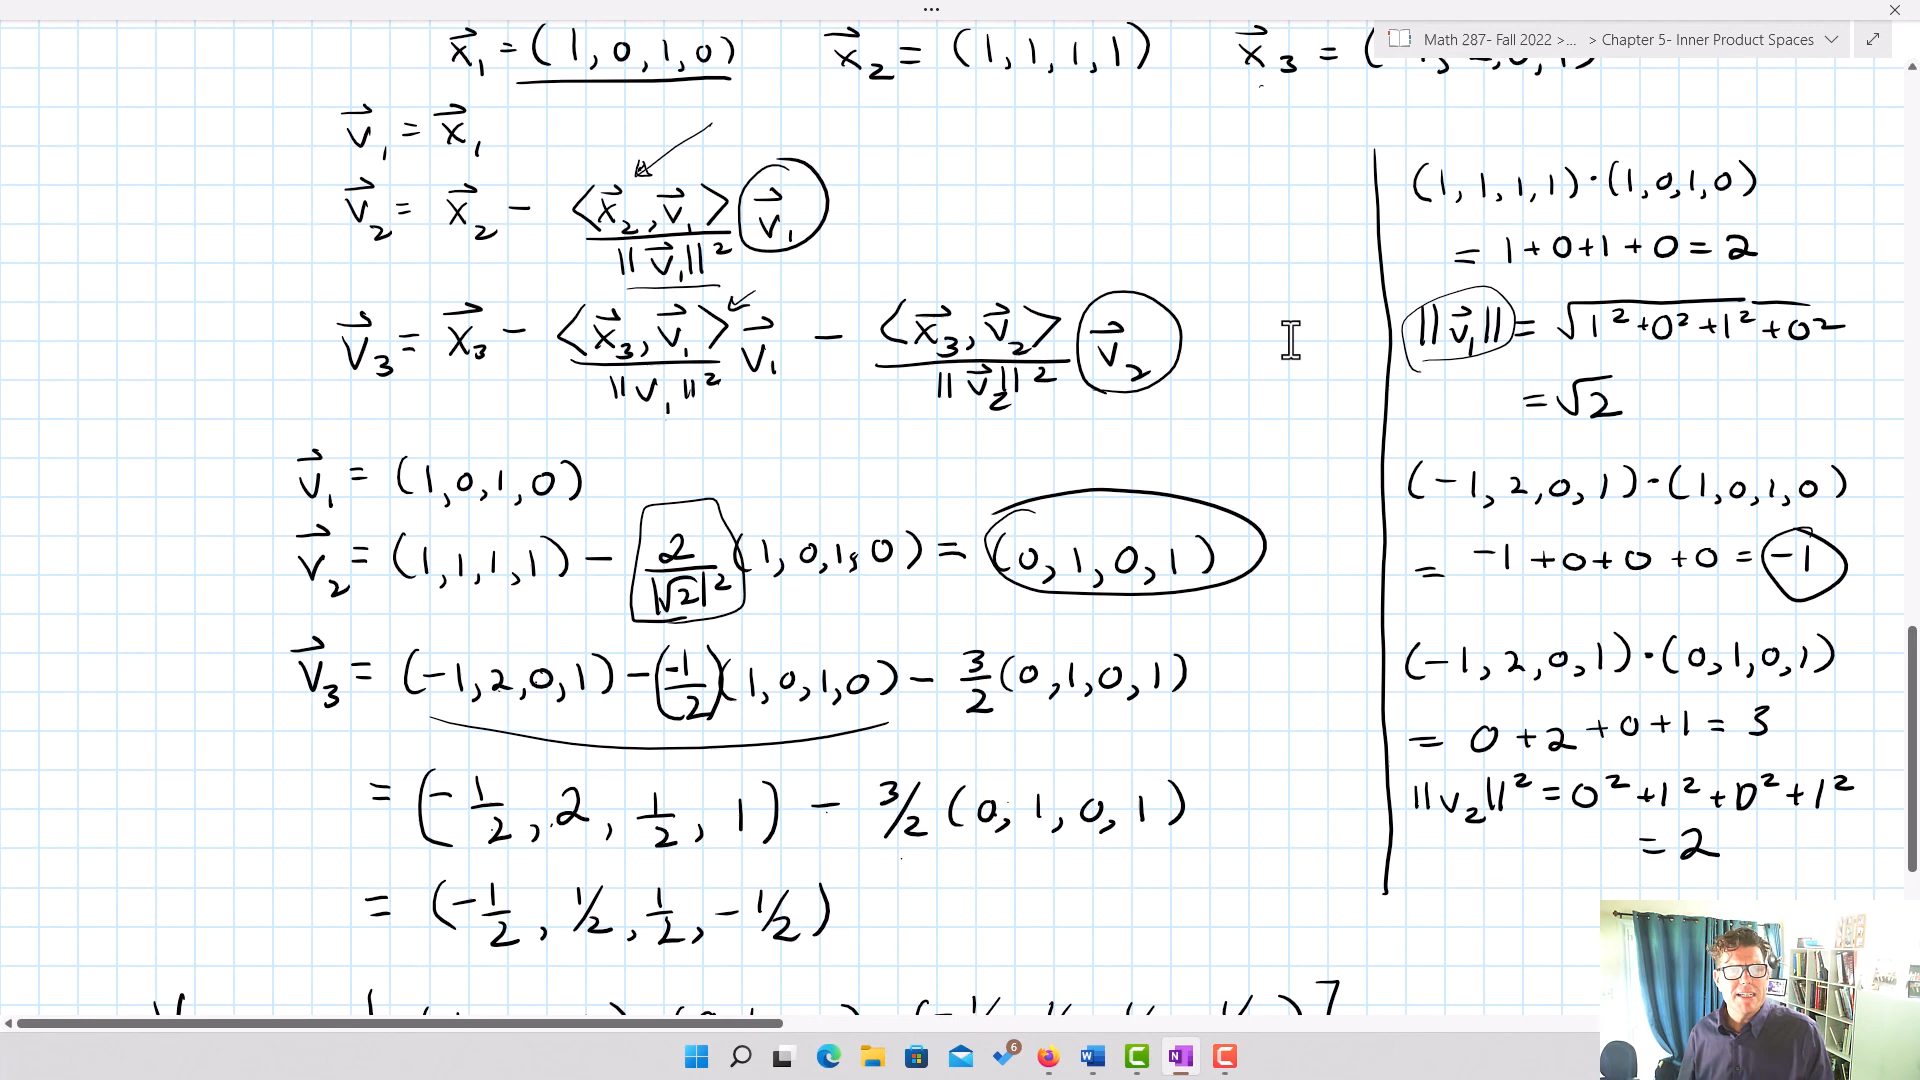 Math 287- Fall 2022 >... > Chapter 5- Inner Product Spaces
x⃗₁ = (1, 0, 1, 0) x⃗₂ = (1, 1, 1, 1) x⃗₃ = (
v⃗₁ = x⃗₁
v⃗₂ = x⃗₂ - <x⃗₂, v⃗₁> / ||v⃗₁||² v⃗₁
v⃗₃ = x⃗₃ - <x⃗₃, v⃗₁> / ||v₁||² v⃗₁ - <x⃗₃, v⃗₂> / ||v⃗₂||² v⃗₂
v⃗₁ = (1, 0, 1, 0)
v⃗₂ = (1, 1, 1, 1) - 2/|√2|² (1, 0, 1, 0) = (0, 1, 0, 1)
v⃗₃ = (-1, 2, 0, 1) - (-1/2)(1, 0, 1, 0) - 3/2 (0, 1, 0, 1)
= (-1/2, 2, 1/2, 1) - 3/2 (0, 1, 0, 1)
= (-1/2, 1/2, 1/2, -1/2)
(1, 1, 1, 1) · (1, 0, 1, 0)
= 1 + 0 + 1 + 0 = 2
||v⃗₁|| = √1² + 0² + 1² + 0²
= √2
(-1, 2, 0, 1) · (1, 0, 1, 0)
= -1 + 0 + 0 + 0 = -1
(-1, 2, 0, 1) · (0, 1, 0, 1)
= 0 + 2 + 0 + 1 = 3
||v₂||² = 0² + 1² + 0² + 1²
= 2
6